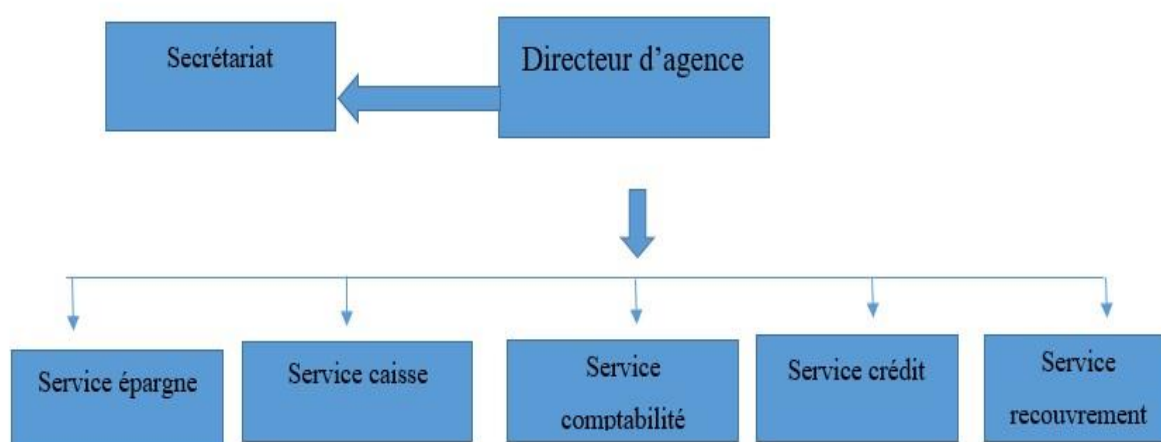 Secrétariat
Directeur d’agence
Service épargne
Service caisse
Service
comptabilité
Service crédit
Service
recouvrement